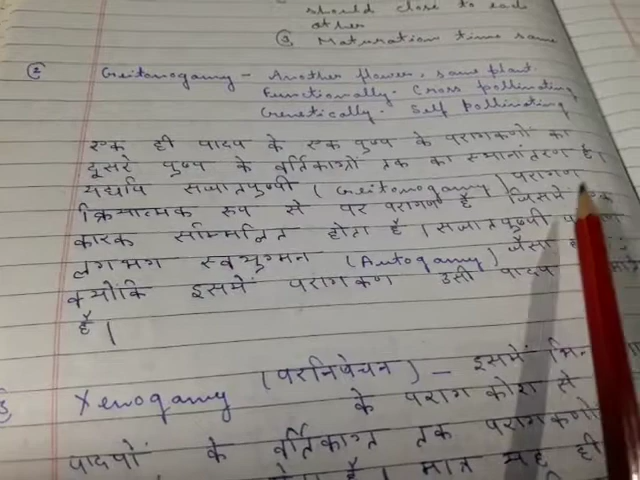 should close to each
other
③ Maturation time same
② Geitonogamy - Another flower, same plant.
Functionally - Cross pollinating
Genetically - Self pollinating
एक ही पादप के एक पुष्प के परागकणों का
दूसरे पुष्प के वर्तिकाग्रों तक का स्थानांतरण है।
यद्यपि सजातपुष्पी (Geitonogamy) परागण
क्रियात्मक रूप से पर परागण है जिसमें
कारक सम्मिलित होता है। सजातपुष्पी
लगभग स्वयुग्मन (Autogamy) जैसा
क्योंकि इसमें परागकण उसी पादप
है।
Xenogamy (परनिषेचन) - इसमें
के पराग कोश से
पादपों के वर्तिकाग्र तक परागकणों
है। मात्र यह ही